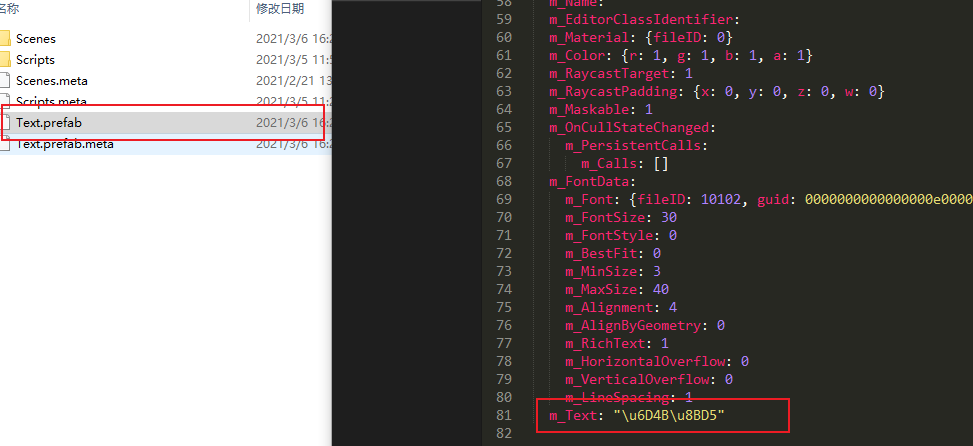 名称 修改日期
Scenes 2021/3/6 16:2
Scripts 2021/3/5 11:5
Scenes.meta 2021/2/21 13
Scripts.meta 2021/3/5 11:2
Text.prefab 2021/3/6 16:2
Text.prefab.meta 2021/3/6 16:2
58 m_Name:
59 m_EditorClassIdentifier:
60 m_Material: {fileID: 0}
61 m_Color: {r: 1, g: 1, b: 1, a: 1}
62 m_RaycastTarget: 1
63 m_RaycastPadding: {x: 0, y: 0, z: 0, w: 0}
64 m_Maskable: 1
65 m_OnCullStateChanged:
66 m_PersistentCalls:
67 m_Calls: []
68 m_FontData:
69 m_Font: {fileID: 10102, guid: 0000000000000000e0000
70 m_FontSize: 30
71 m_FontStyle: 0
72 m_BestFit: 0
73 m_MinSize: 3
74 m_MaxSize: 40
75 m_Alignment: 4
76 m_AlignByGeometry: 0
77 m_RichText: 1
78 m_HorizontalOverflow: 0
79 m_VerticalOverflow: 0
80 m_LineSpacing: 1
81 m_Text: "\u6D4B\u8BD5"
82